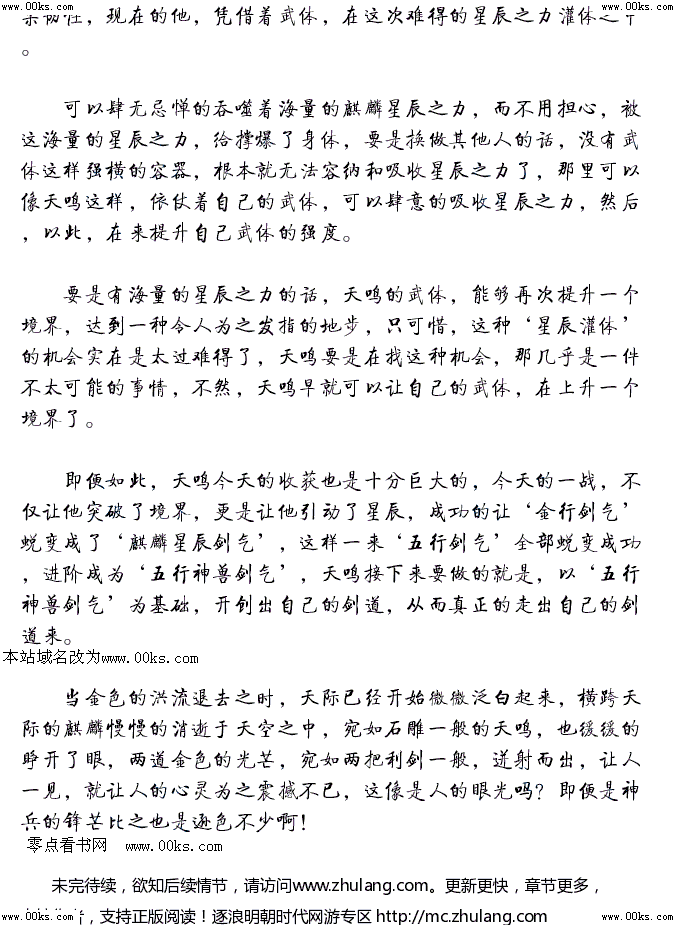 www.00ks.com www.00ks.com
韧性，现在的他，凭借着武体，在这次难得的星辰之力灌体之中
。
可以肆无忌惮的吞噬着海量的麒麟星辰之力，而不用担心，被
这海量的星辰之力，给撑爆了身体，要是换做其他人的话，没有武
体这样强横的容器，根本就无法容纳和吸收星辰之力了，那里可以
像天鸣这样，依仗着自己的武体，可以肆意的吸收星辰之力，然后
，以此，在来提升自己武体的强度。
要是有海量的星辰之力的话，天鸣的武体，能够再次提升一个
境界，达到一种令人为之发指的地步，只可惜，这种‘星辰灌体’
的机会实在是太过难得了，天鸣要是在找这种机会，那几乎是一件
不太可能的事情，不然，天鸣早就可以让自己的武体，在上升一个
境界了。
即便如此，天鸣今天的收获也是十分巨大的，今天的一战，不
仅让他突破了境界，更是让他引动了星辰，成功的让‘金行剑气’
蜕变成了‘麒麟星辰剑气’，这样一来‘五行剑气’全部蜕变成功
，进阶成为‘五行神兽剑气’，天鸣接下来要做的就是，以‘五行
神兽剑气’为基础，开创出自己的剑道，从而真正的走出自己的剑
道来。
本站域名改为www.00ks.com
当金色的洪流退去之时，天际已经开始微微泛白起来，横跨天
际的麒麟慢慢的消逝于天空之中，宛如石雕一般的天鸣，也缓缓的
睁开了眼，两道金色的光芒，宛如两把利剑一般，迸射而出，让人
一见，就让人的心灵为之震撼不已，这像是人的眼光吗？即便是神
兵的锋芒比之也是逊色不少啊！
零点看书网 www.00ks.com
未完待续，欲知后续情节，请访问www.zhulang.com。更新更快，章节更多，
，支持正版阅读！逐浪明朝时代网游专区 http://mc.zhulang.com
www.00ks.com www.00ks.com